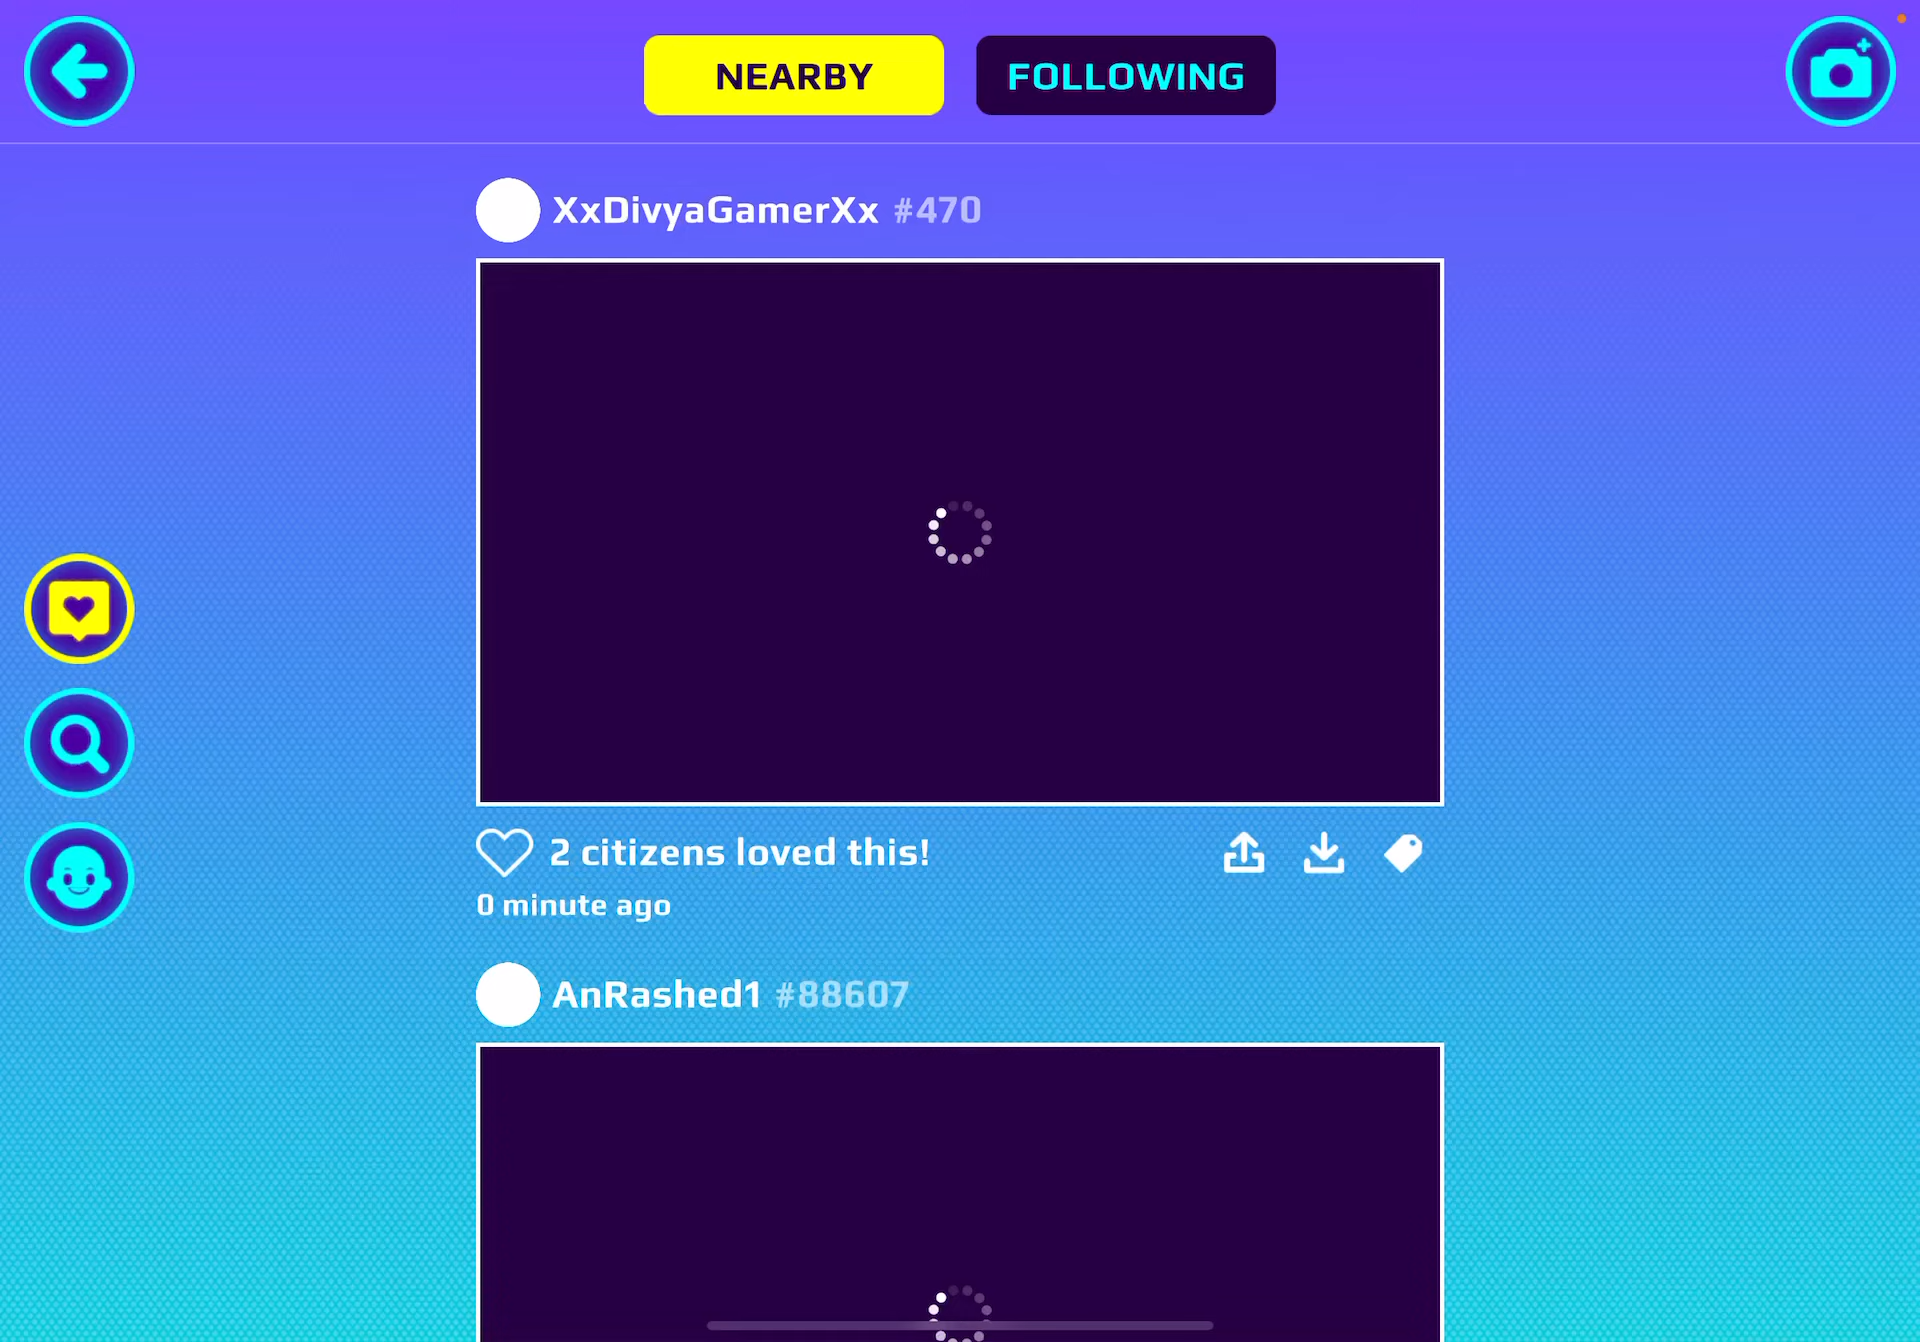 NEARBY FOLLOWING
XxDivyaGamerXx #470
2 citizens loved this!
0 minute ago
AnRashed1 #88607